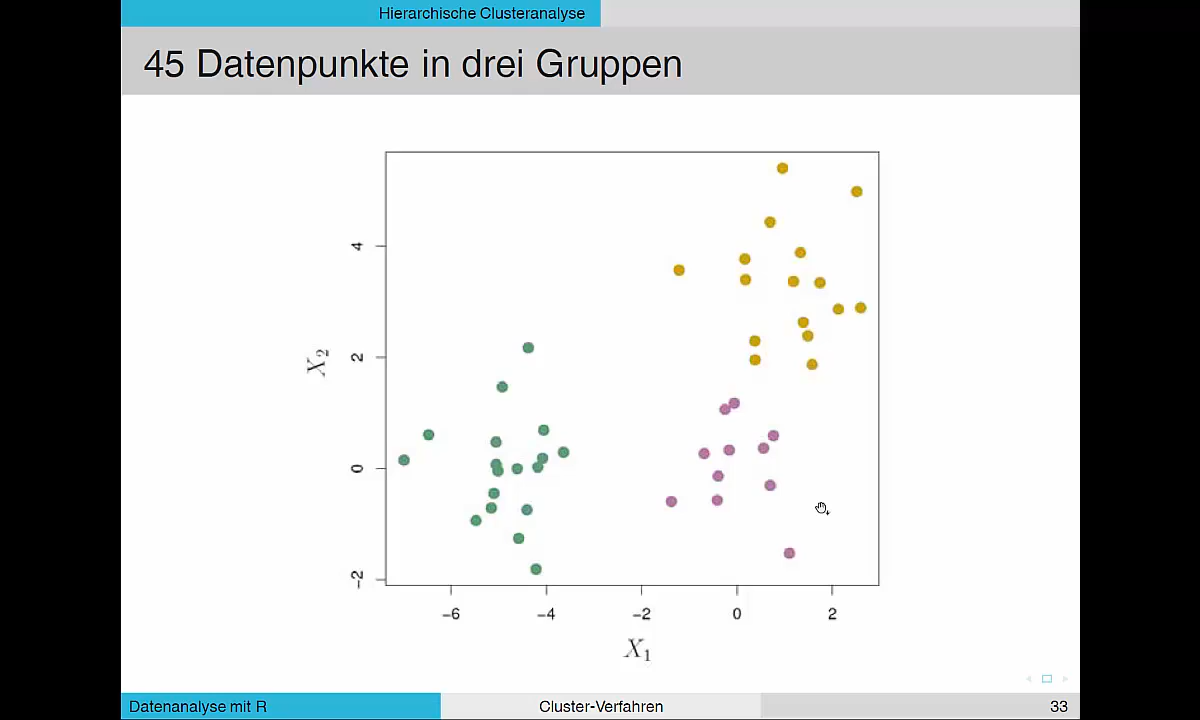 Hierarchische Clusteranalyse
45 Datenpunkte in drei Gruppen
4
2
0
−2
X2
−6 −4 −2 0 2
X1
Datenanalyse mit R Cluster-Verfahren 33